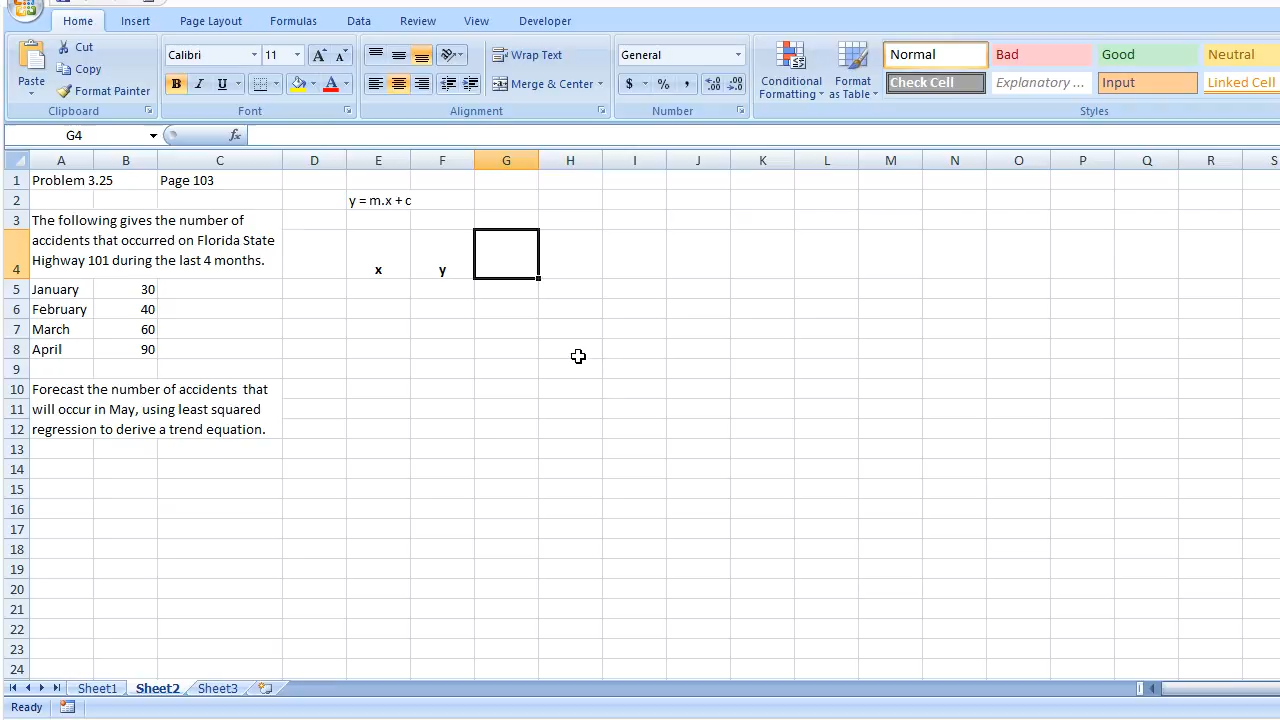 Home Insert Page Layout Formulas Data Review View Developer
Cut
Copy
Format Painter
Paste
Clipboard
Calibri 11 A A
B I U A
Font
Wrap Text
Merge & Center
Alignment
General
$ % , .00 .0
Number
Conditional Formatting
Format as Table
Normal Bad Good Neutral
Check Cell Explanatory ... Input Linked Cell
Styles
G4 fx
A B C D E F G H I J K L M N O P Q R S
1 Problem 3.25 Page 103
2 y = m.x + c
3 The following gives the number of
accidents that occurred on Florida State
4 Highway 101 during the last 4 months. x y
5 January 30
6 February 40
7 March 60
8 April 90
9
10 Forecast the number of accidents that
11 will occur in May, using least squared
12 regression to derive a trend equation.
13
14
15
16
17
18
19
20
21
22
23
24
Sheet1 Sheet2 Sheet3
Ready